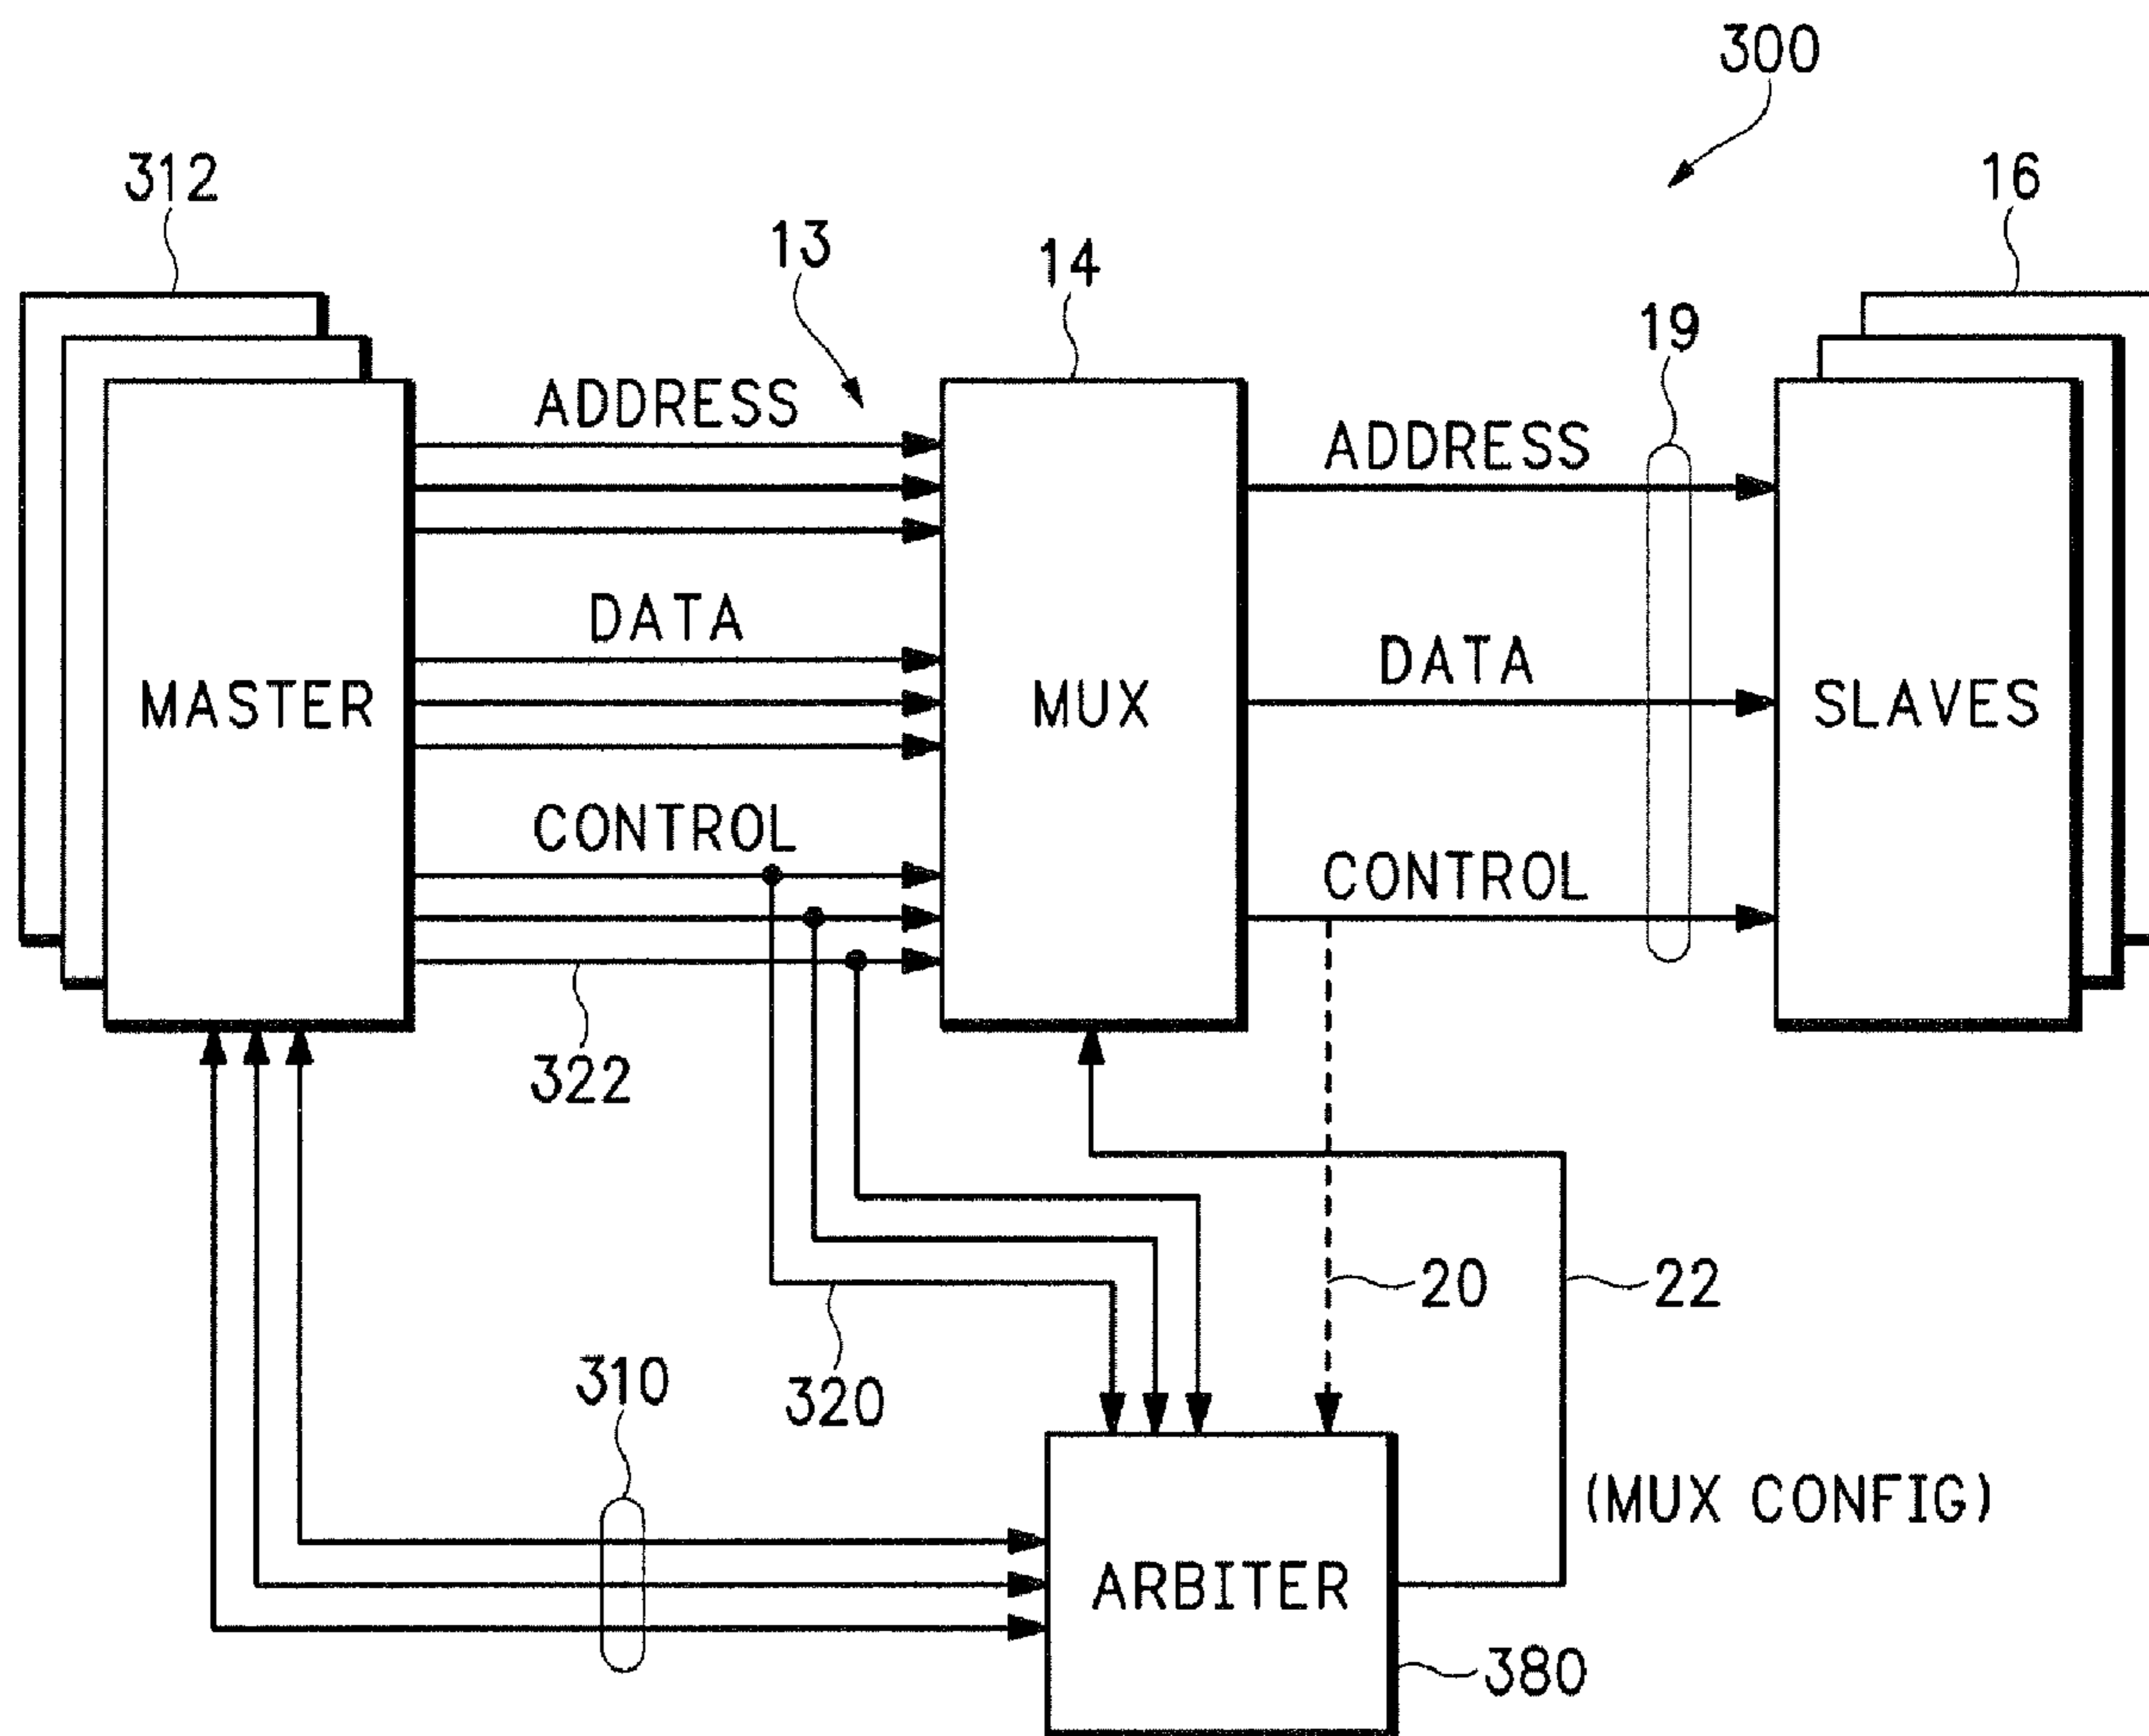 300
312
16
13
14
19
ADDRESS
ADDRESS
DATA
DATA
MASTER
MUX
SLAVES
CONTROL
CONTROL
322
20
22
310
320
(MUX CONFIG)
ARBITER
380